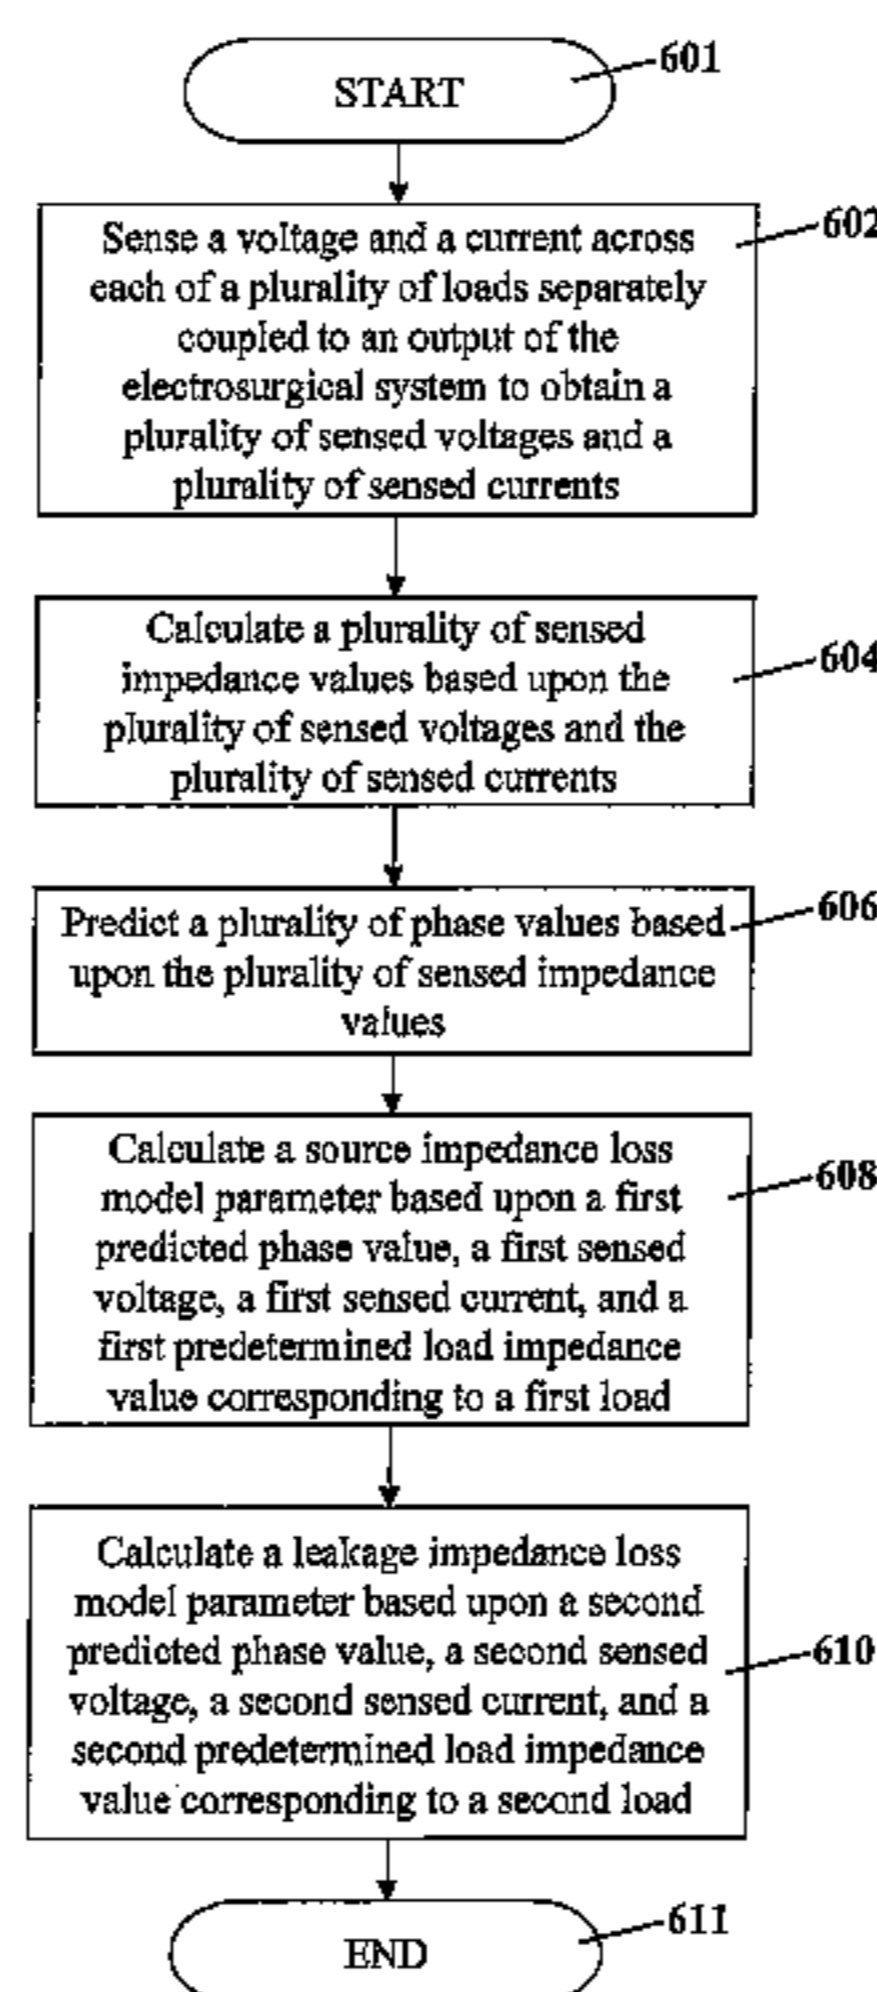 START
601
Sense a voltage and a current across
each of a plurality of loads separately
coupled to an output of the
electrosurgical system to obtain a
plurality of sensed voltages and a
plurality of sensed currents
602
Calculate a plurality of sensed
impedance values based upon the
plurality of sensed voltages and the
plurality of sensed currents
604
Predict a plurality of phase values based
upon the plurality of sensed impedance
values
606
Calculate a source impedance loss
model parameter based upon a first
predicted phase value, a first sensed
voltage, a first sensed current, and a
first predetermined load impedance
value corresponding to a first load
608
Calculate a leakage impedance loss
model parameter based upon a second
predicted phase value, a second sensed
voltage, a second sensed current, and a
second predetermined load impedance
value corresponding to a second load
610
END
611